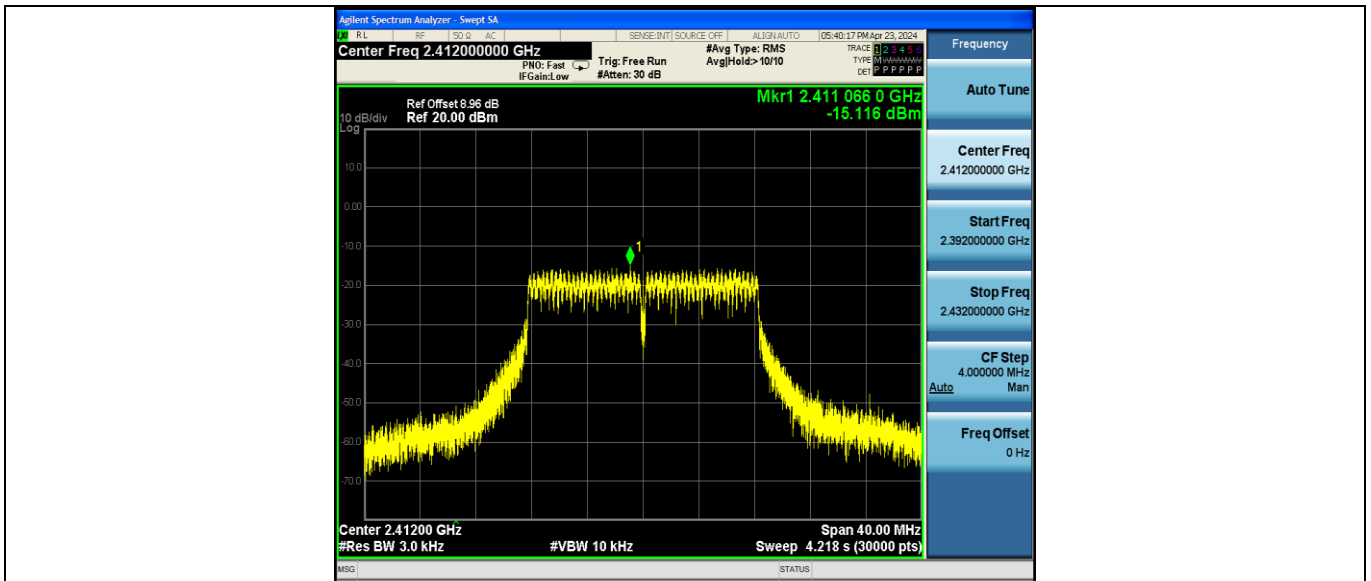 Agilent Spectrum Analyzer - Swept SA
LXI RL RF 50 Ω AC SENSE:INT SOURCE OFF ALIGN AUTO 05:40:17 PM Apr 23, 2024
Center Freq 2.412000000 GHz
PNO: Fast
IFGain:Low
Trig: Free Run
#Atten: 30 dB
#Avg Type: RMS
Avg|Hold:>10/10
TRACE 1 2 3 4 5 6
TYPE M WWWWW
DET P P P P P P
Mkr1 2.411 066 0 GHz
-15.116 dBm
Ref Offset 8.96 dB
10 dB/div Ref 20.00 dBm
Log
10.0
0.00
-10.0
-20.0
-30.0
-40.0
-50.0
-60.0
-70.0
1
Center 2.41200 GHz Span 40.00 MHz
#Res BW 3.0 kHz #VBW 10 kHz Sweep 4.218 s (30000 pts)
MSG STATUS
Frequency
Auto Tune
Center Freq
2.412000000 GHz
Start Freq
2.392000000 GHz
Stop Freq
2.432000000 GHz
CF Step
4.000000 MHz
Auto Man
Freq Offset
0 Hz